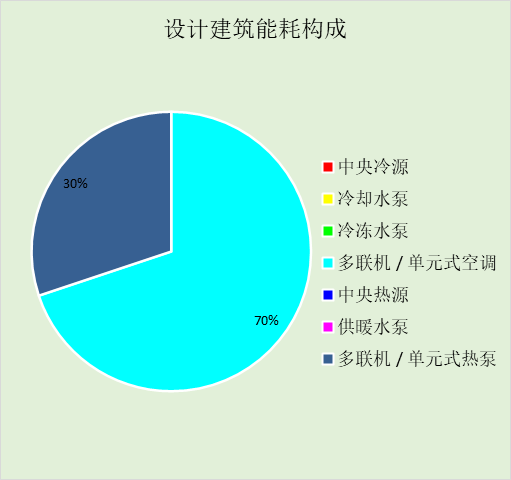 设计建筑能耗构成
30%
70%
中央冷源
冷却水泵
冷冻水泵
多联机 / 单元式空调
中央热源
供暖水泵
多联机 / 单元式热泵